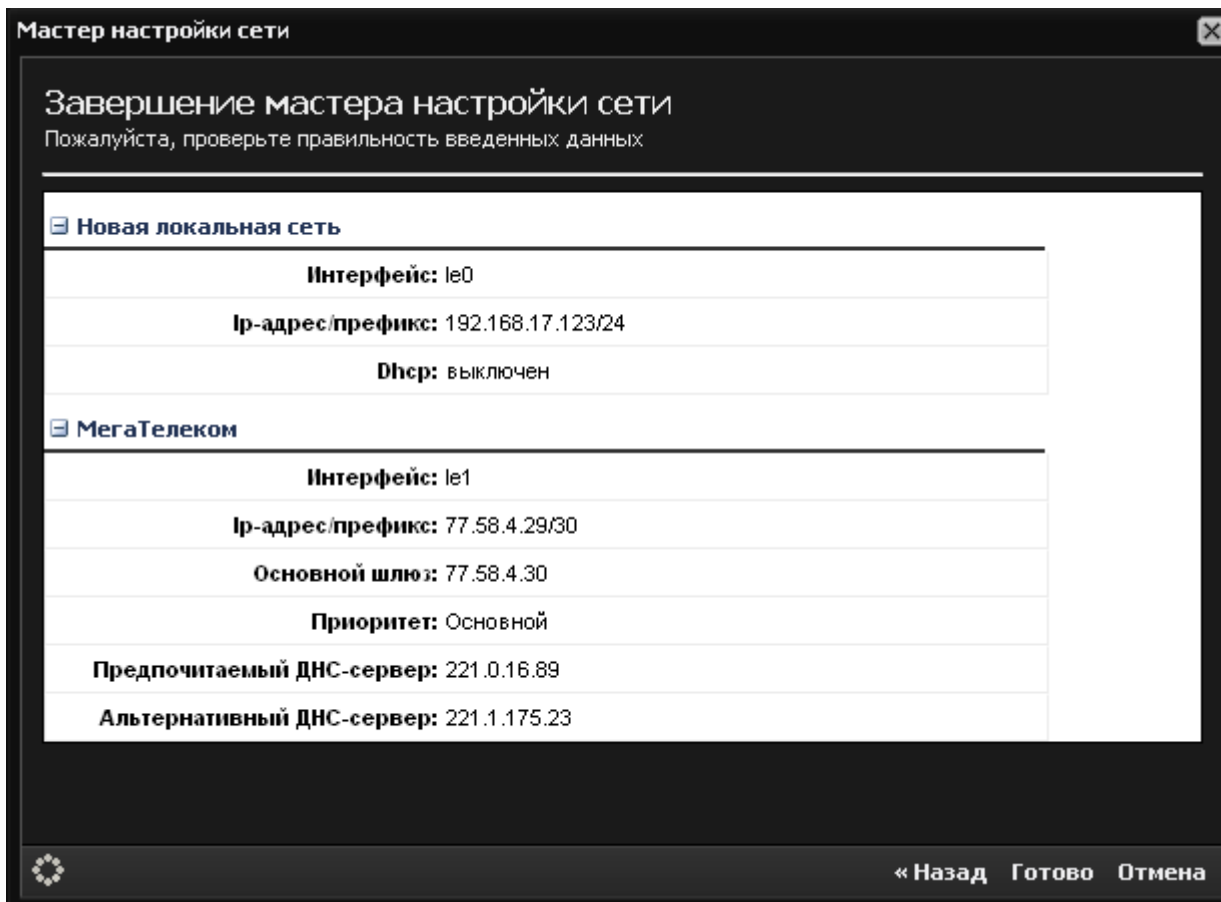 Мастер настройки сети
Завершение мастера настройки сети
Пожалуйста, проверьте правильность введенных данных
Новая локальная сеть
Интерфейс: le0
Ip-адрес/префикс: 192.168.17.123/24
Dhcp: выключен
МегаТелеком
Интерфейс: le1
Ip-адрес/префикс: 77.58.4.29/30
Основной шлюз: 77.58.4.30
Приоритет: Основной
Предпочитаемый ДНС-сервер: 221.0.16.89
Альтернативный ДНС-сервер: 221.1.175.23
« Назад Готово Отмена